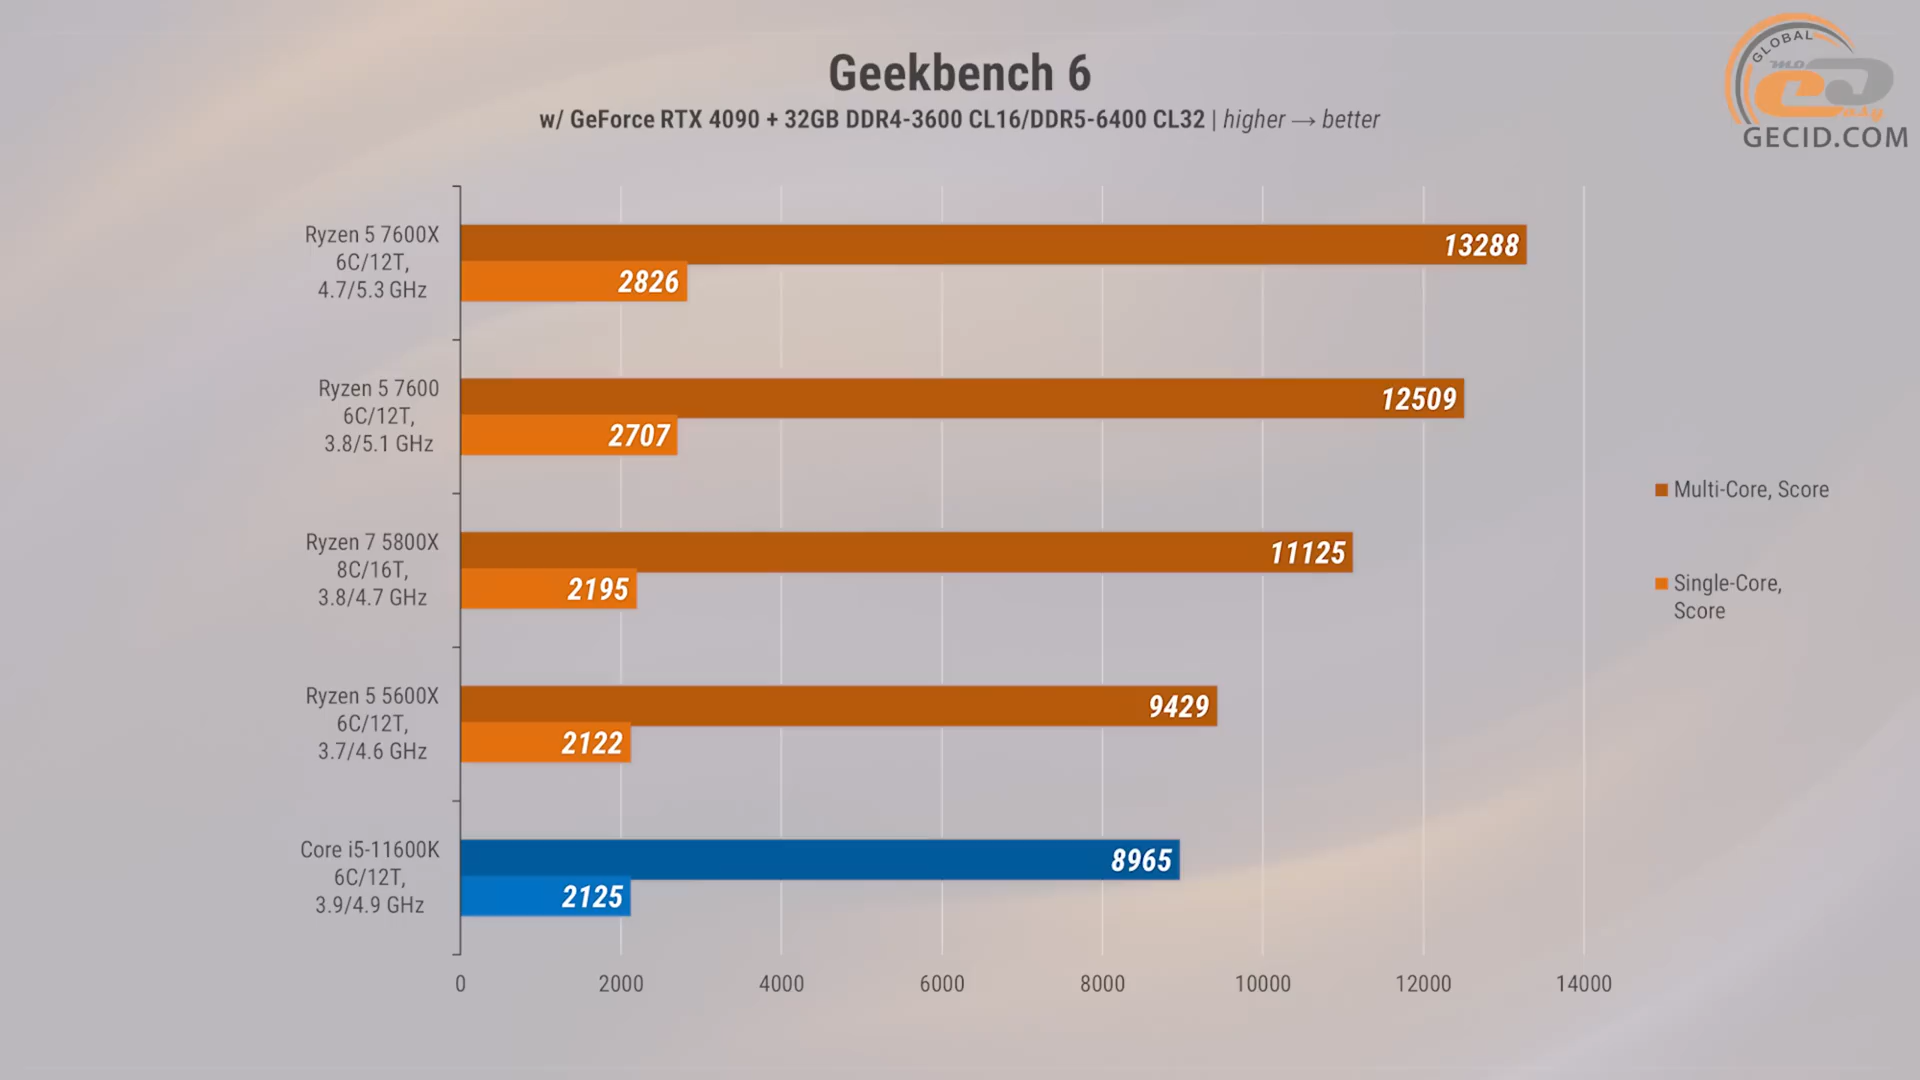 Geekbench 6
w/ GeForce RTX 4090 + 32GB DDR4-3600 CL16/DDR5-6400 CL32 | higher → better
GLOBAL
easy
GECID.COM
Ryzen 5 7600X
6C/12T,
4.7/5.3 GHz
13288
2826
Ryzen 5 7600
6C/12T,
3.8/5.1 GHz
12509
2707
Ryzen 7 5800X
8C/16T,
3.8/4.7 GHz
11125
2195
Ryzen 5 5600X
6C/12T,
3.7/4.6 GHz
9429
2122
Core i5-11600K
6C/12T,
3.9/4.9 GHz
8965
2125
0 2000 4000 6000 8000 10000 12000 14000
Multi-Core, Score
Single-Core,
Score